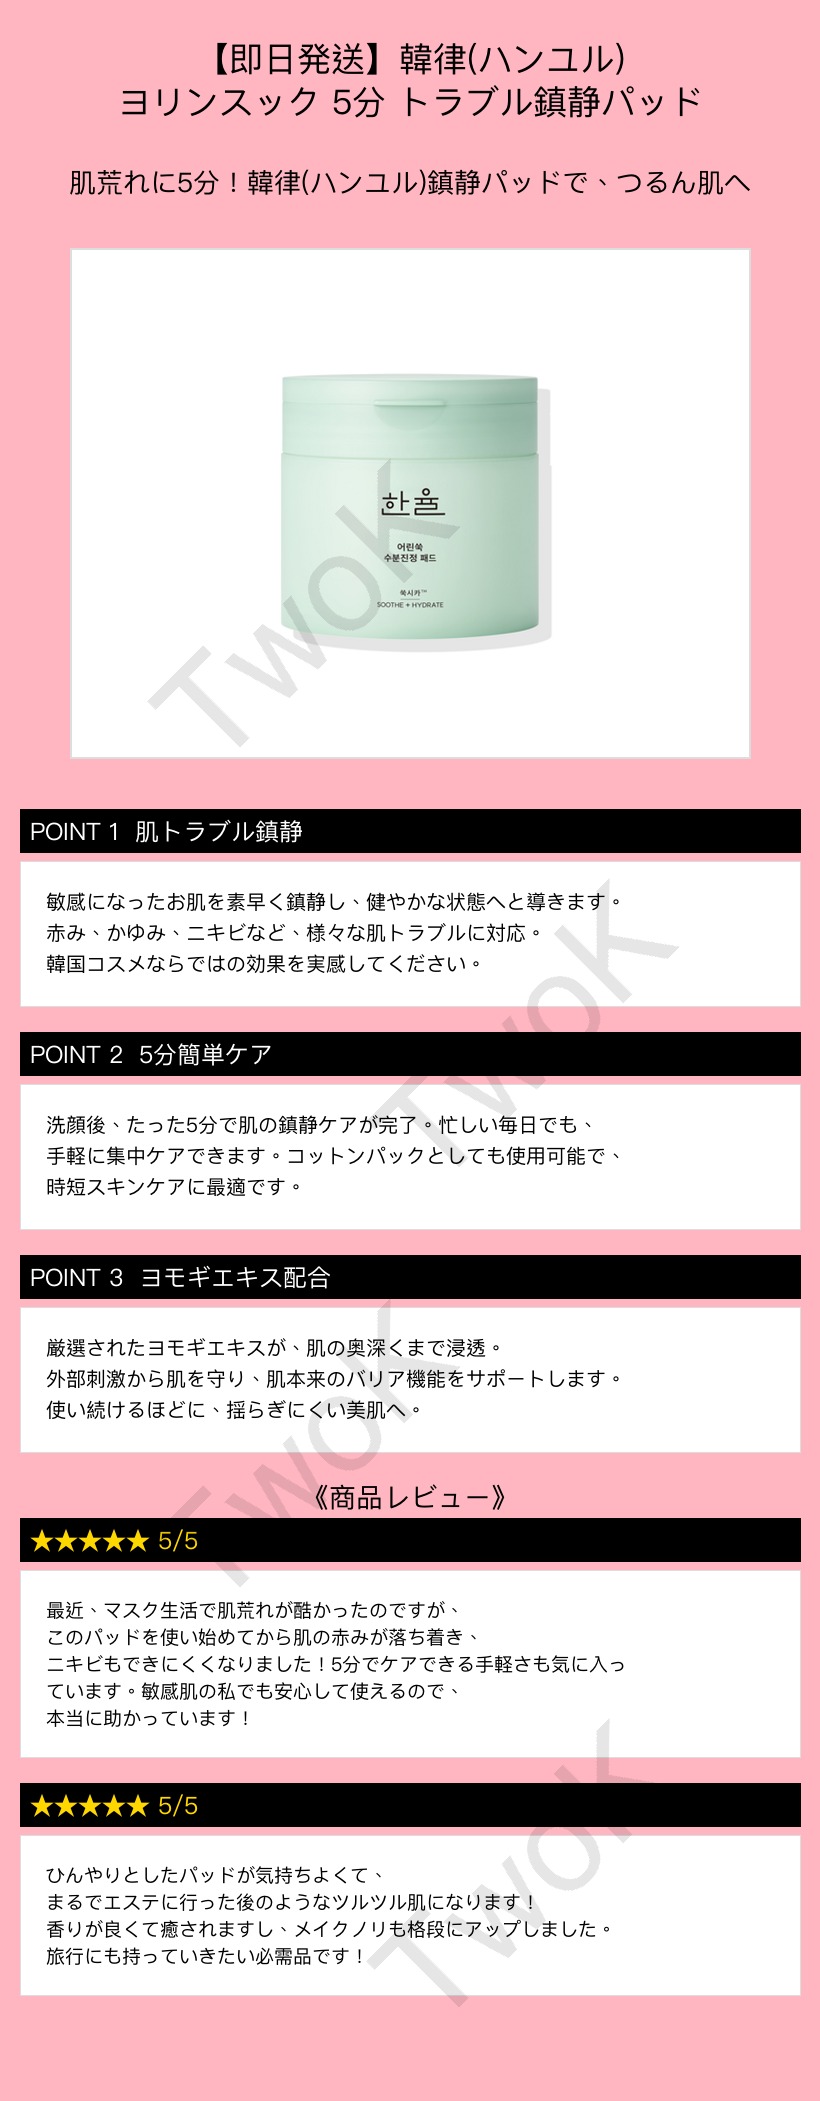 【即日発送】韓律(ハンユル)
ヨリンスック 5分 トラブル鎮静パッド
肌荒れに5分！韓律(ハンユル)鎮静パッドで、つるん肌へ
한율
어린쑥
수분진정 패드
쑥시카™
SOOTHE + HYDRATE
TwoK
POINT 1 肌トラブル鎮静
敏感になったお肌を素早く鎮静し、健やかな状態へと導きます。
赤み、かゆみ、ニキビなど、様々な肌トラブルに対応。
韓国コスメならではの効果を実感してください。
TwoK
POINT 2 5分簡単ケア
洗顔後、たった5分で肌の鎮静ケアが完了。忙しい毎日でも、
手軽に集中ケアできます。コットンパックとしても使用可能で、
時短スキンケアに最適です。
POINT 3 ヨモギエキス配合
厳選されたヨモギエキスが、肌の奥深くまで浸透。
外部刺激から肌を守り、肌本来のバリア機能をサポートします。
使い続けるほどに、揺らぎにくい美肌へ。
TwoK
《商品レビュー》
★★★★★ 5/5
最近、マスク生活で肌荒れが酷かったのですが、
このパッドを使い始めてから肌の赤みが落ち着き、
ニキビもできにくくなりました！5分でケアできる手軽さも気に入っ
ています。敏感肌の私でも安心して使えるので、
本当に助かっています！
TwoK
★★★★★ 5/5
ひんやりとしたパッドが気持ちよくて、
まるでエステに行った後のようなツルツル肌になります！
香りが良くて癒されますし、メイクノリも格段にアップしました。
旅行にも持っていきたい必需品です！